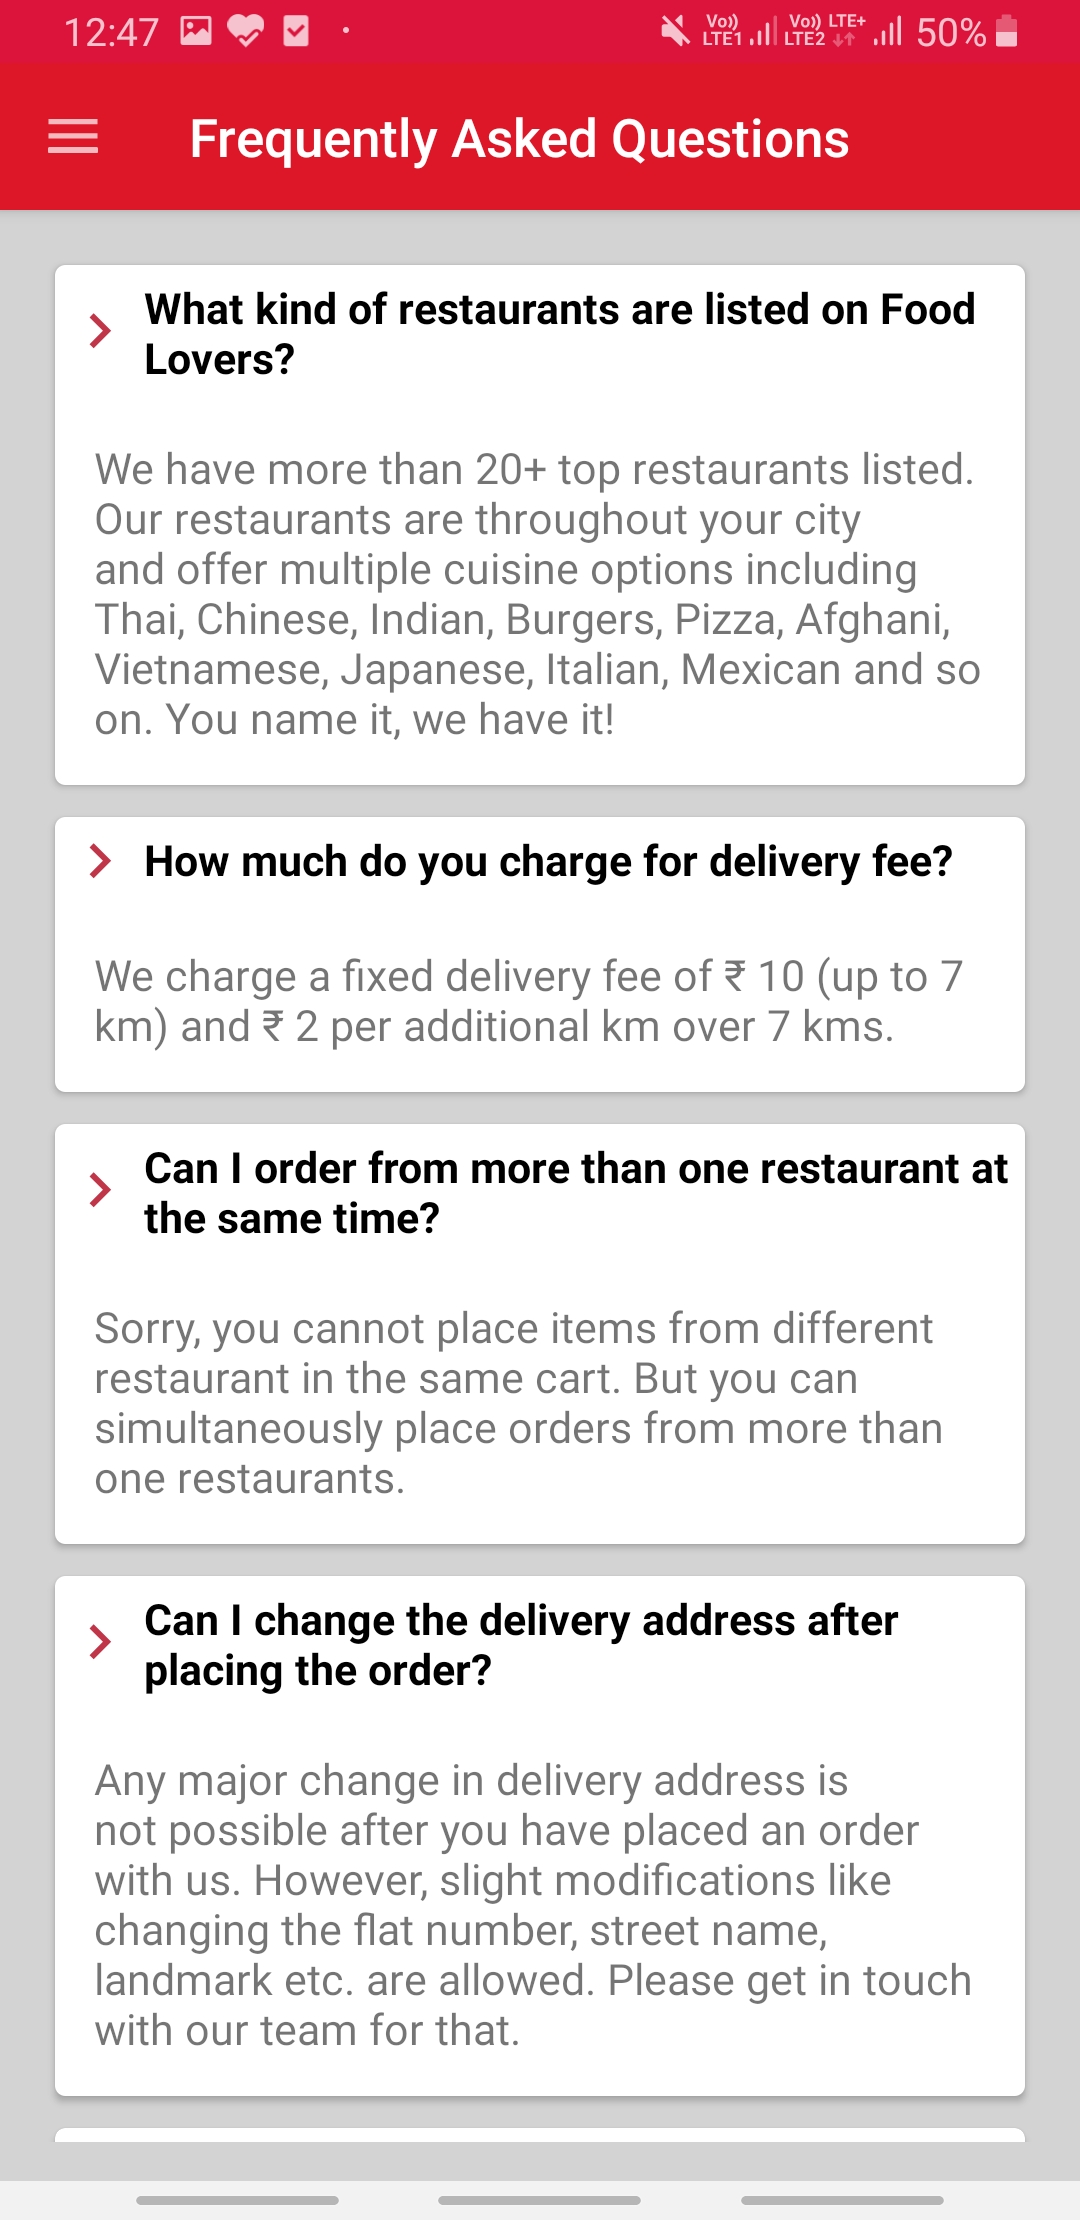 12:47
Vo)) LTE1 Vo)) LTE2 LTE+ 50%
Frequently Asked Questions
What kind of restaurants are listed on Food
Lovers?
We have more than 20+ top restaurants listed.
Our restaurants are throughout your city
and offer multiple cuisine options including
Thai, Chinese, Indian, Burgers, Pizza, Afghani,
Vietnamese, Japanese, Italian, Mexican and so
on. You name it, we have it!
How much do you charge for delivery fee?
We charge a fixed delivery fee of ₹ 10 (up to 7
km) and ₹ 2 per additional km over 7 kms.
Can I order from more than one restaurant at
the same time?
Sorry, you cannot place items from different
restaurant in the same cart. But you can
simultaneously place orders from more than
one restaurants.
Can I change the delivery address after
placing the order?
Any major change in delivery address is
not possible after you have placed an order
with us. However, slight modifications like
changing the flat number, street name,
landmark etc. are allowed. Please get in touch
with our team for that.